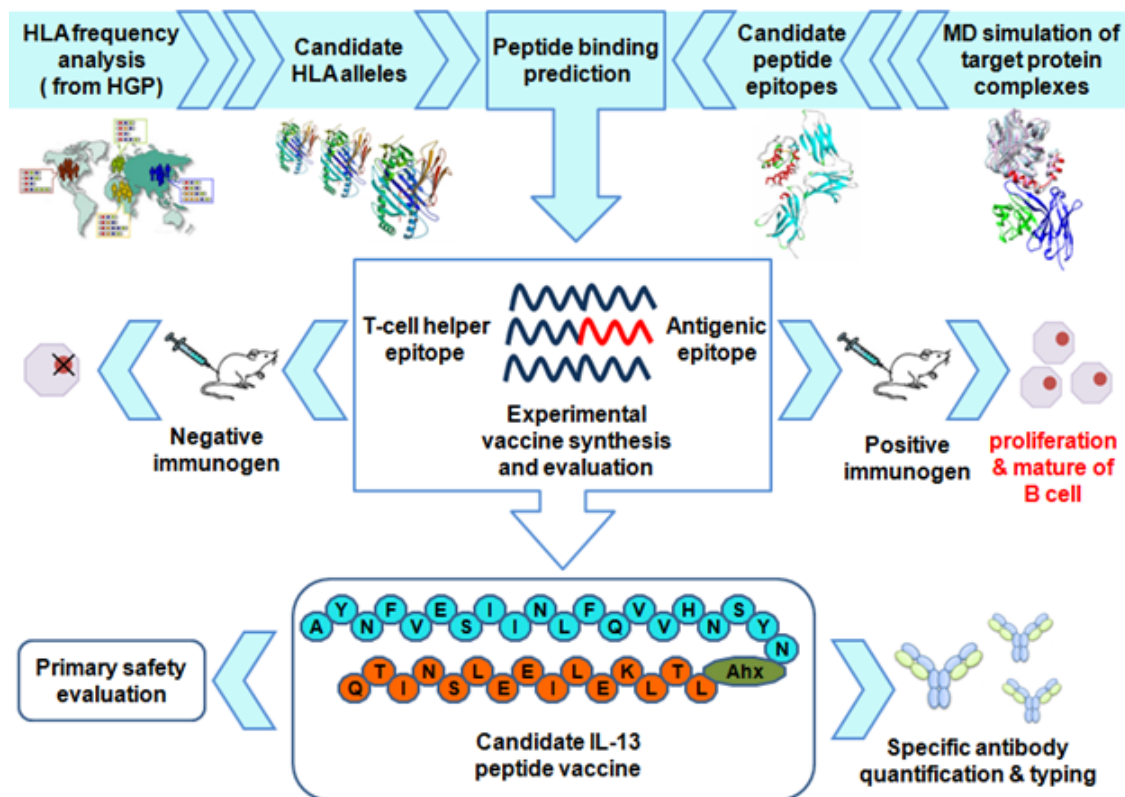 HLA frequency
analysis
( from HGP)
Candidate
HLA alleles
Peptide binding
prediction
Candidate
peptide
epitopes
MD simulation of
target protein
complexes
T-cell helper
epitope
Antigenic
epitope
Experimental
vaccine synthesis
and evaluation
Negative
immunogen
Positive
immunogen
proliferation
& mature of
B cell
Primary safety
evaluation
A Y N F V E S I I N L F Q V V H N S Y N
Q T I N S L E E I L E K L T L Ahx
Candidate IL-13
peptide vaccine
Specific antibody
quantification & typing